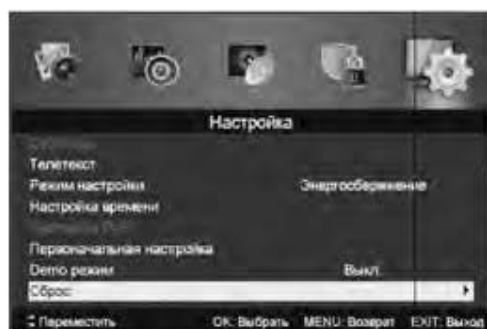 Настройка
Телетекст
Режим настройки Энергосбережение
Настройка времени
Первоначальная настройка
Demo режим Выкл.
Сброс
Переместить OK: Выбрать MENU: Возврат EXIT: Выход